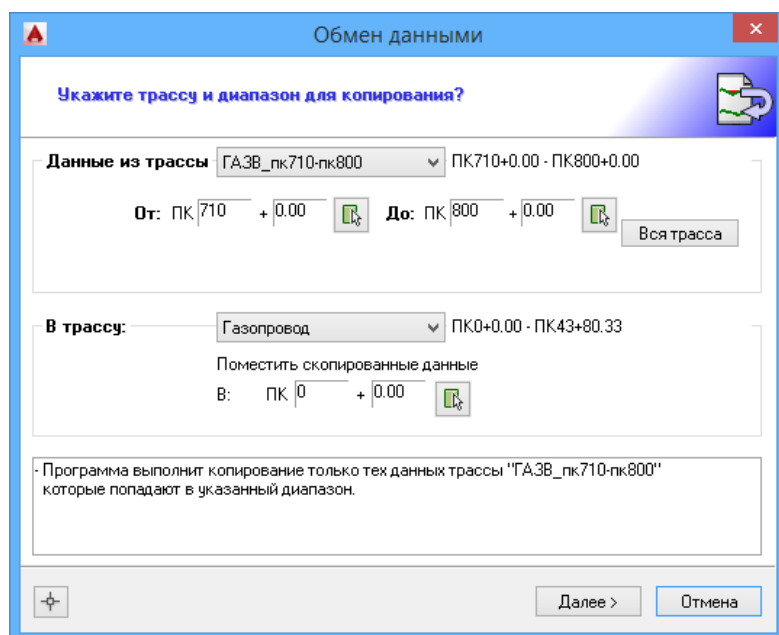 Обмен данными
Укажите трассу и диапазон для копирования?
Данные из трассы ГАЗВ_пк710-пк800 ПК710+0.00 - ПК800+0.00
От: ПК 710 + 0.00 До: ПК 800 + 0.00
Вся трасса
В трассу: Газопровод ПК0+0.00 - ПК43+80.33
Поместить скопированные данные
В: ПК 0 + 0.00
- Программа выполнит копирование только тех данных трассы "ГАЗВ_пк710-пк800"
которые попадают в указанный диапазон.
Далее > Отмена